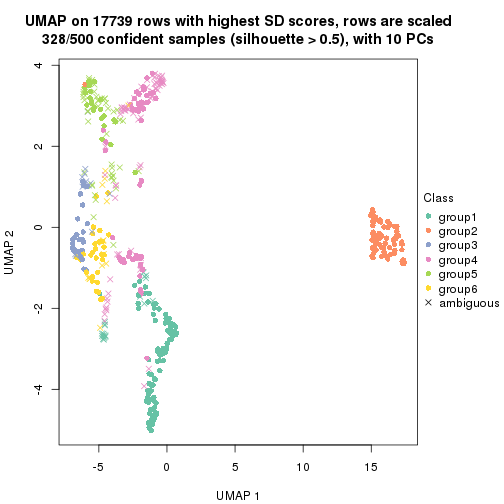 UMAP on 17739 rows with highest SD scores, rows are scaled
328/500 confident samples (silhouette > 0.5), with 10 PCs
4
2
0
-2
-4
UMAP 2
-5
0
5
10
15
UMAP 1
Class
group1
group2
group3
group4
group5
group6
ambiguous